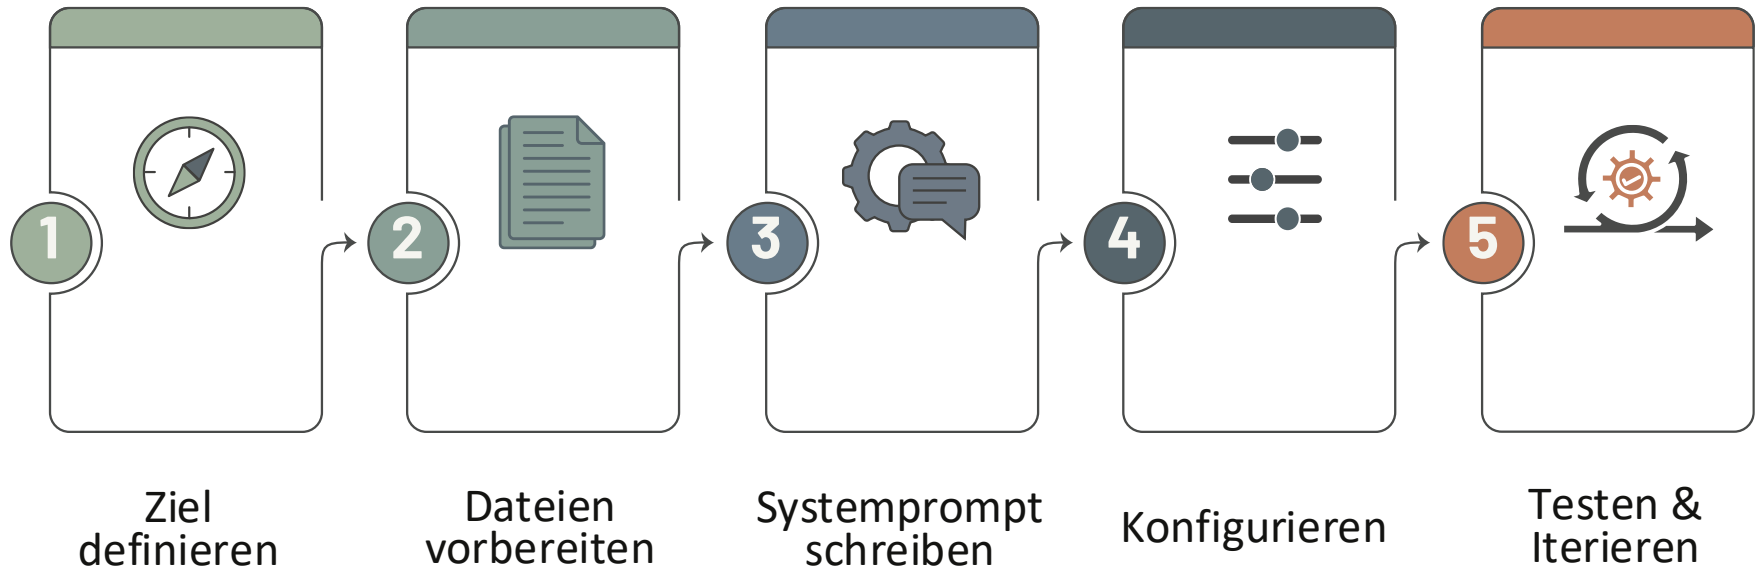 1
2
3
4
5
Ziel
definieren
Dateien
vorbereiten
Systemprompt
schreiben
Konfigurieren
Testen &
Iterieren